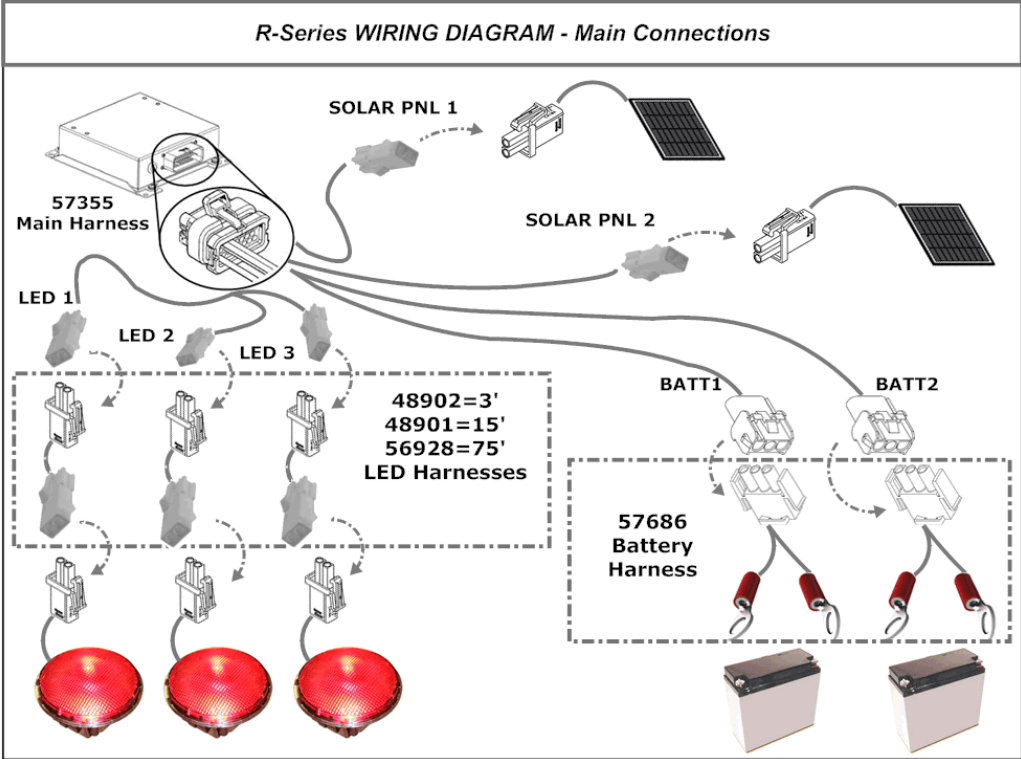 R-Series WIRING DIAGRAM - Main Connections
SOLAR PNL 1
57355
Main Harness
SOLAR PNL 2
LED 1
LED 2
LED 3
BATT1
BATT2
48902=3'
48901=15'
56928=75'
LED Harnesses
57686
Battery
Harness